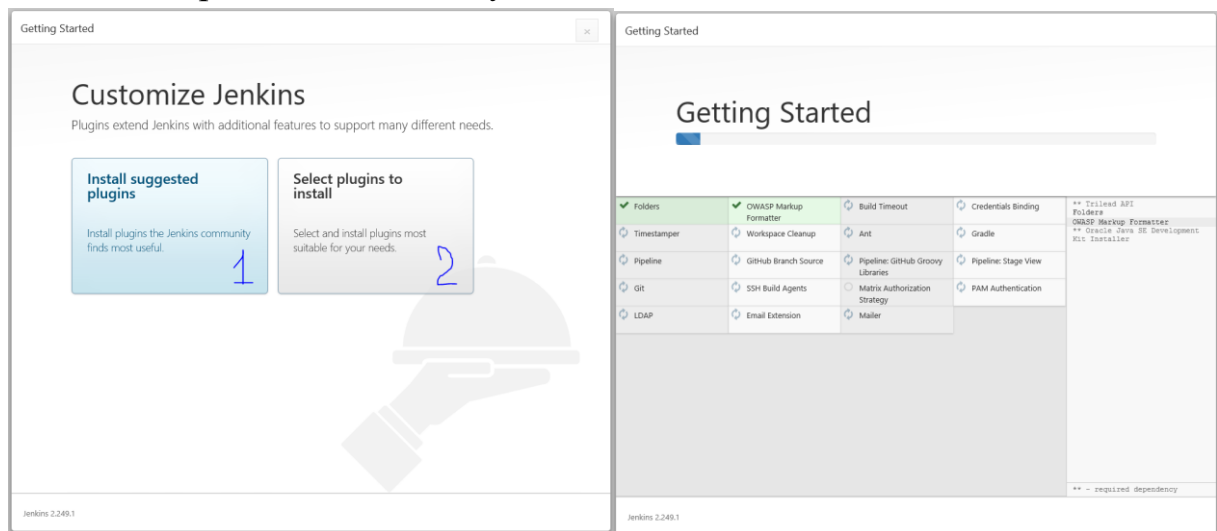 Getting Started
×
Customize Jenkins
Plugins extend Jenkins with additional features to support many different needs.
Install suggested
plugins
Install plugins the Jenkins community
finds most useful.
1
Select plugins to
install
Select and install plugins most
suitable for your needs.
2
Jenkins 2.249.1
Getting Started
Getting Started
Folders
OWASP Markup
Formatter
Build Timeout
Credentials Binding
Timestamper
Workspace Cleanup
Ant
Gradle
Pipeline
GitHub Branch Source
Pipeline: GitHub Groovy
Libraries
Pipeline: Stage View
Git
SSH Build Agents
Matrix Authorization
Strategy
PAM Authentication
LDAP
Email Extension
Mailer
** Trilead API
Folders
OWASP Markup Formatter
** Oracle Java SE Development
Kit Installer
** - required dependency
Jenkins 2.249.1